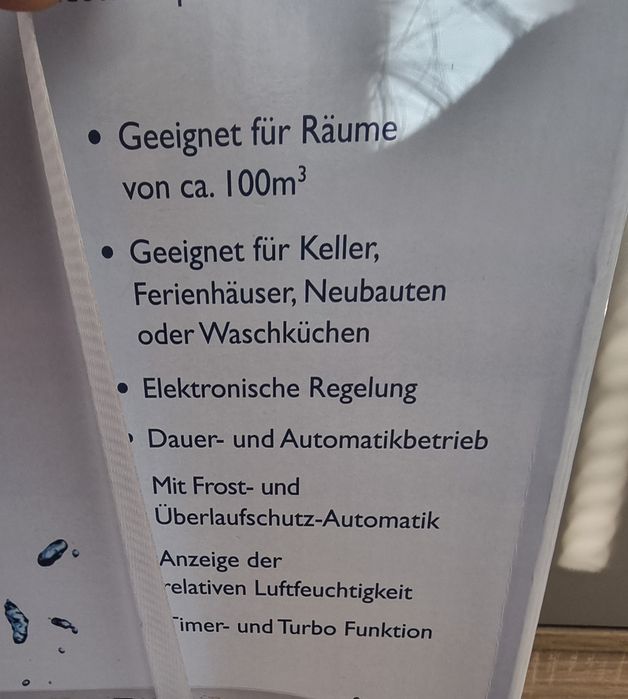 • Geeignet für Räume
von ca. 100m³
• Geeignet für Keller,
Ferienhäuser, Neubauten
oder Waschküchen
• Elektronische Regelung
• Dauer- und Automatikbetrieb
Mit Frost- und
Überlaufschutz-Automatik
Anzeige der
relativen Luftfeuchtigkeit
Timer- und Turbo Funktion